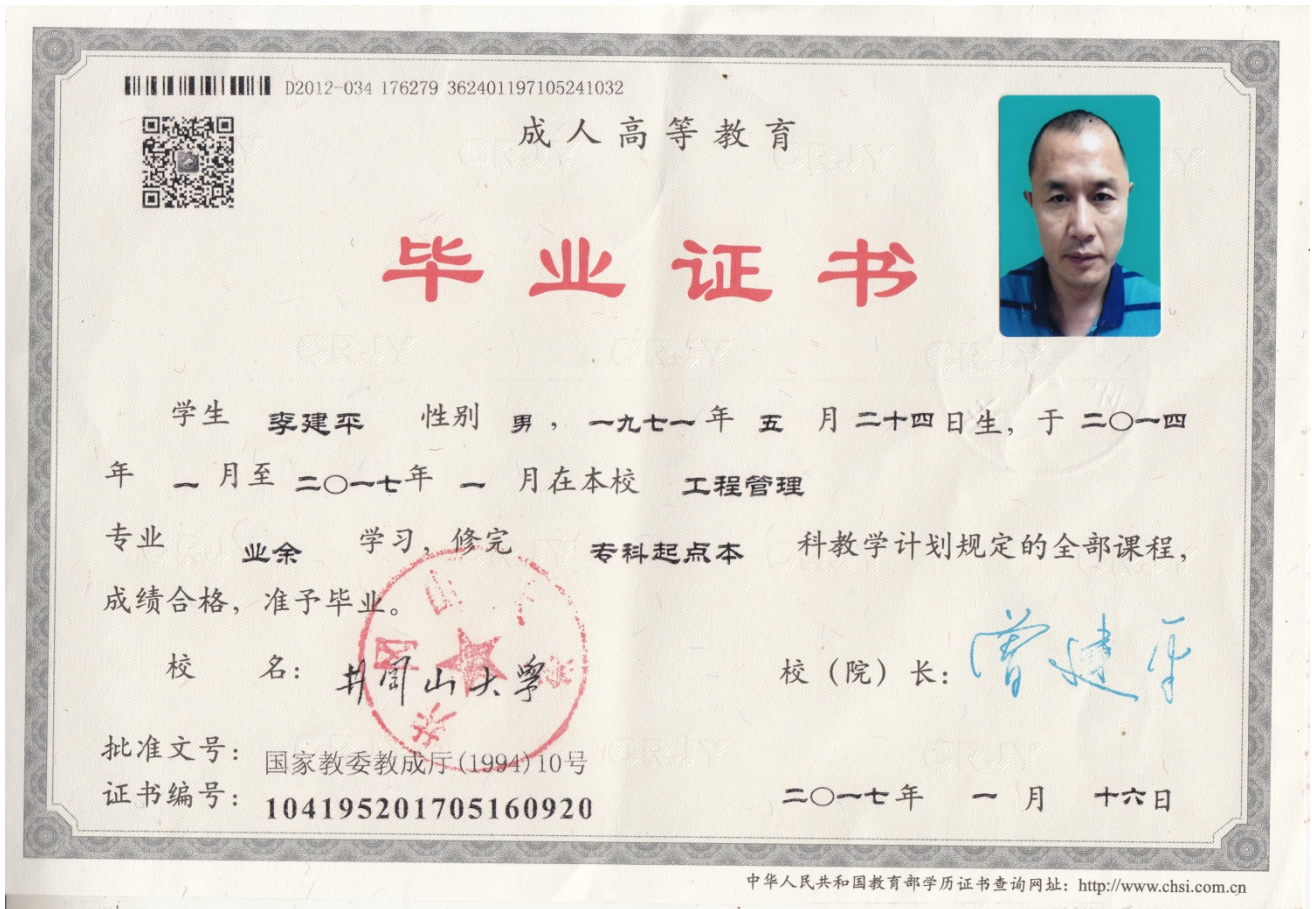 D2012-034 176279 362401197105241032
成人高等教育
毕业证书
学生 李建平 性别 男，一九七一年 五 月 二十四日生，于 二〇一四
年 一 月至 二〇一七年 一 月在本校 工程管理
专业 业余 学习，修完 专科起点本 科教学计划规定的全部课程，
成绩合格，准予毕业。
校 名：井冈山大学 校（院）长：曾建平
批准文号：国家教委教成厅(1994)10号
证书编号：104195201705160920 二〇一七年 一 月 十六日
中华人民共和国教育部学历证书查询网址：http://www.chsi.com.cn